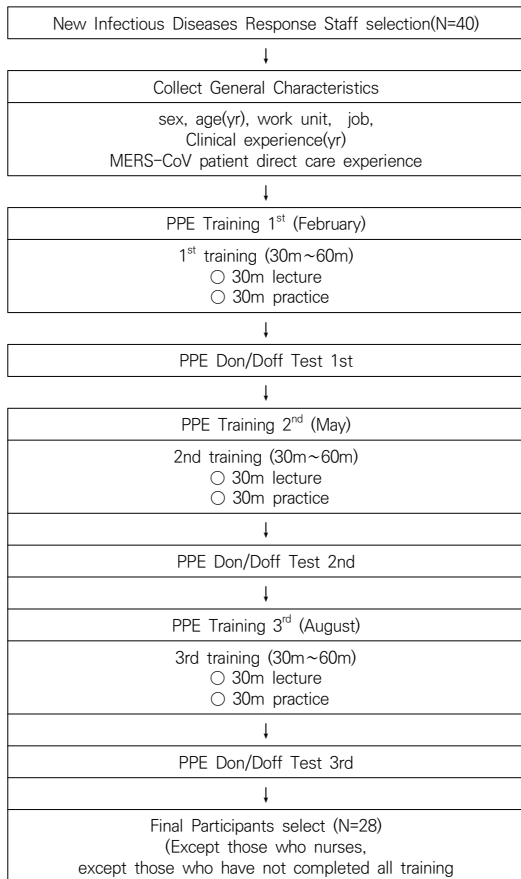 New Infectious Diseases Response Staff selection(N=40)
↓
Collect General Characteristics
sex, age(yr), work unit, job,
Clinical experience(yr)
MERS-CoV patient direct care experience
↓
PPE Training 1st (February)
1st training (30m~60m)
○ 30m lecture
○ 30m practice
↓
PPE Don/Doff Test 1st
↓
PPE Training 2nd (May)
2nd training (30m~60m)
○ 30m lecture
○ 30m practice
↓
PPE Don/Doff Test 2nd
↓
PPE Training 3rd (August)
3rd training (30m~60m)
○ 30m lecture
○ 30m practice
↓
PPE Don/Doff Test 3rd
↓
Final Participants select (N=28)
(Except those who nurses,
except those who have not completed all training